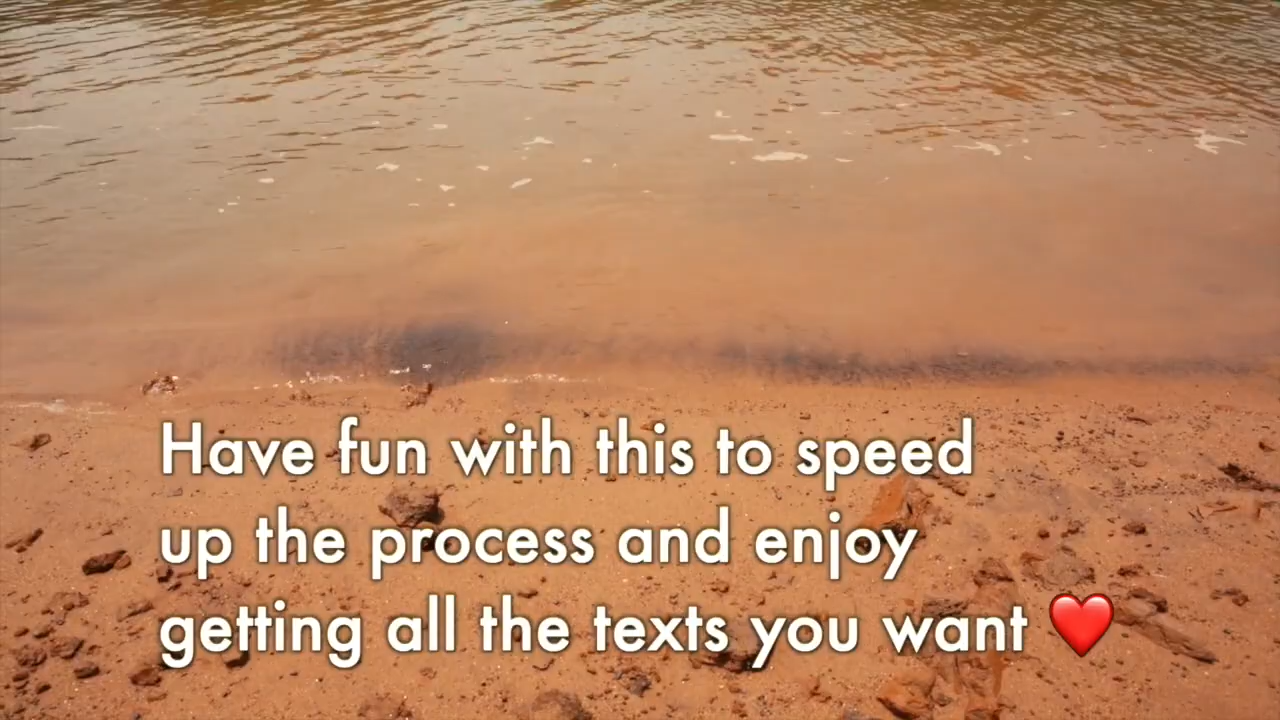 Have fun with this to speed
up the process and enjoy
getting all the texts you want ❤️